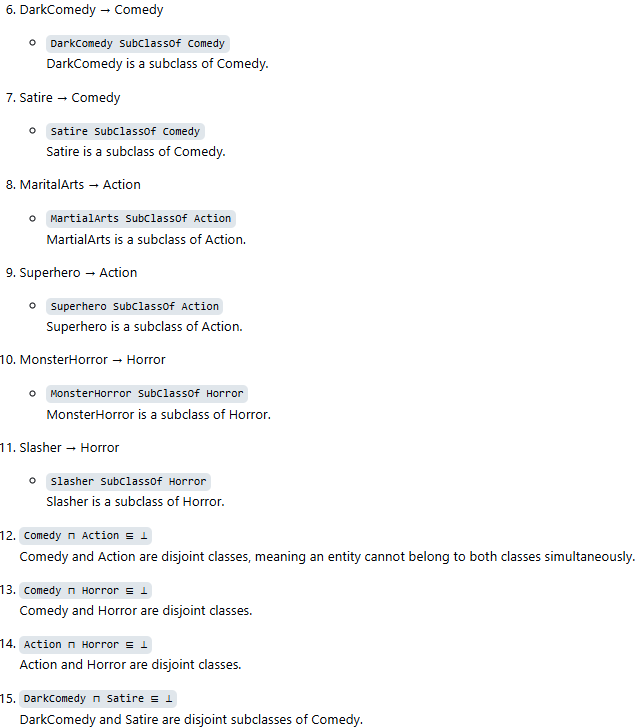 6. DarkComedy → Comedy
DarkComedy SubClassOf Comedy
DarkComedy is a subclass of Comedy.
7. Satire → Comedy
Satire SubClassOf Comedy
Satire is a subclass of Comedy.
8. MaritalArts → Action
MartialArts SubClassOf Action
MartialArts is a subclass of Action.
9. Superhero → Action
Superhero SubClassOf Action
Superhero is a subclass of Action.
10. MonsterHorror → Horror
MonsterHorror SubClassOf Horror
MonsterHorror is a subclass of Horror.
11. Slasher → Horror
Slasher SubClassOf Horror
Slasher is a subclass of Horror.
12. Comedy ⊓ Action ⊑ ⊥
Comedy and Action are disjoint classes, meaning an entity cannot belong to both classes simultaneously.
13. Comedy ⊓ Horror ⊑ ⊥
Comedy and Horror are disjoint classes.
14. Action ⊓ Horror ⊑ ⊥
Action and Horror are disjoint classes.
15. DarkComedy ⊓ Satire ⊑ ⊥
DarkComedy and Satire are disjoint subclasses of Comedy.